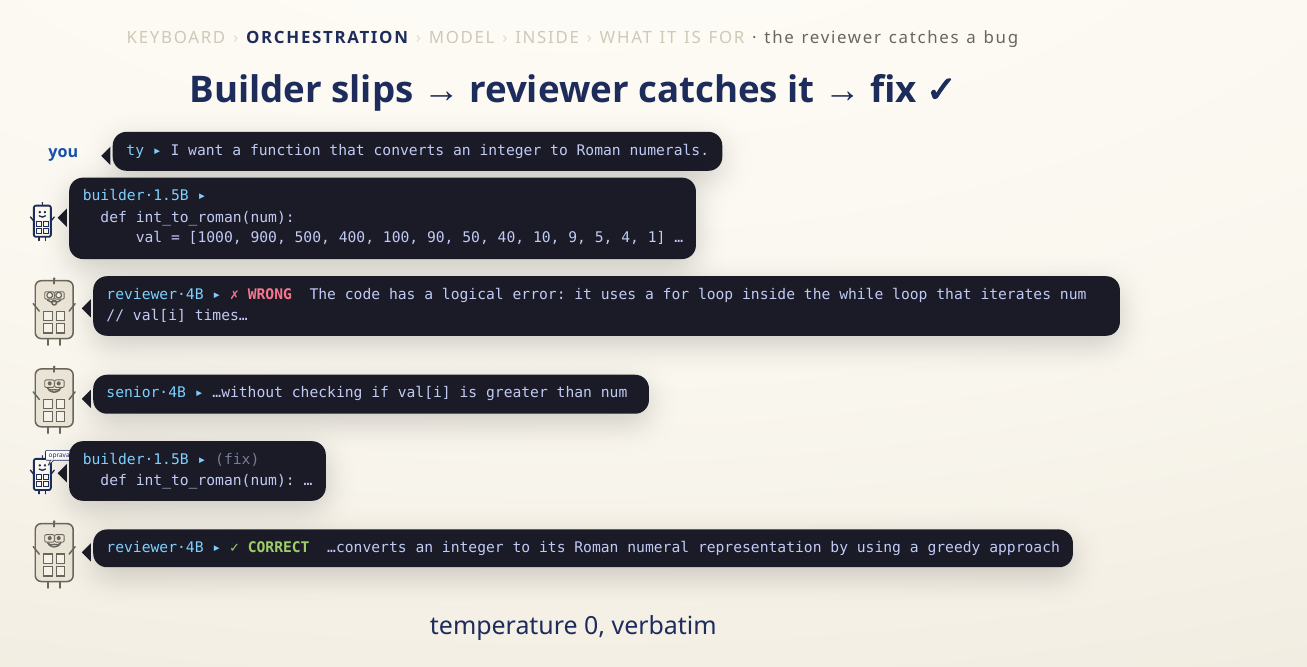 KEYBOARD › ORCHESTRATION › MODEL › INSIDE › WHAT IT IS FOR · the reviewer catches a bug
Builder slips → reviewer catches it → fix ✓
you
ty ▸ I want a function that converts an integer to Roman numerals.
builder·1.5B ▸
def int_to_roman(num):
val = [1000, 900, 500, 400, 100, 90, 50, 40, 10, 9, 5, 4, 1] …
reviewer·4B ▸ ✗ WRONG The code has a logical error: it uses a for loop inside the while loop that iterates num
// val[i] times…
senior·4B ▸ …without checking if val[i] is greater than num
builder·1.5B ▸ (fix)
def int_to_roman(num): …
reviewer·4B ▸ ✓ CORRECT …converts an integer to its Roman numeral representation by using a greedy approach
temperature 0, verbatim